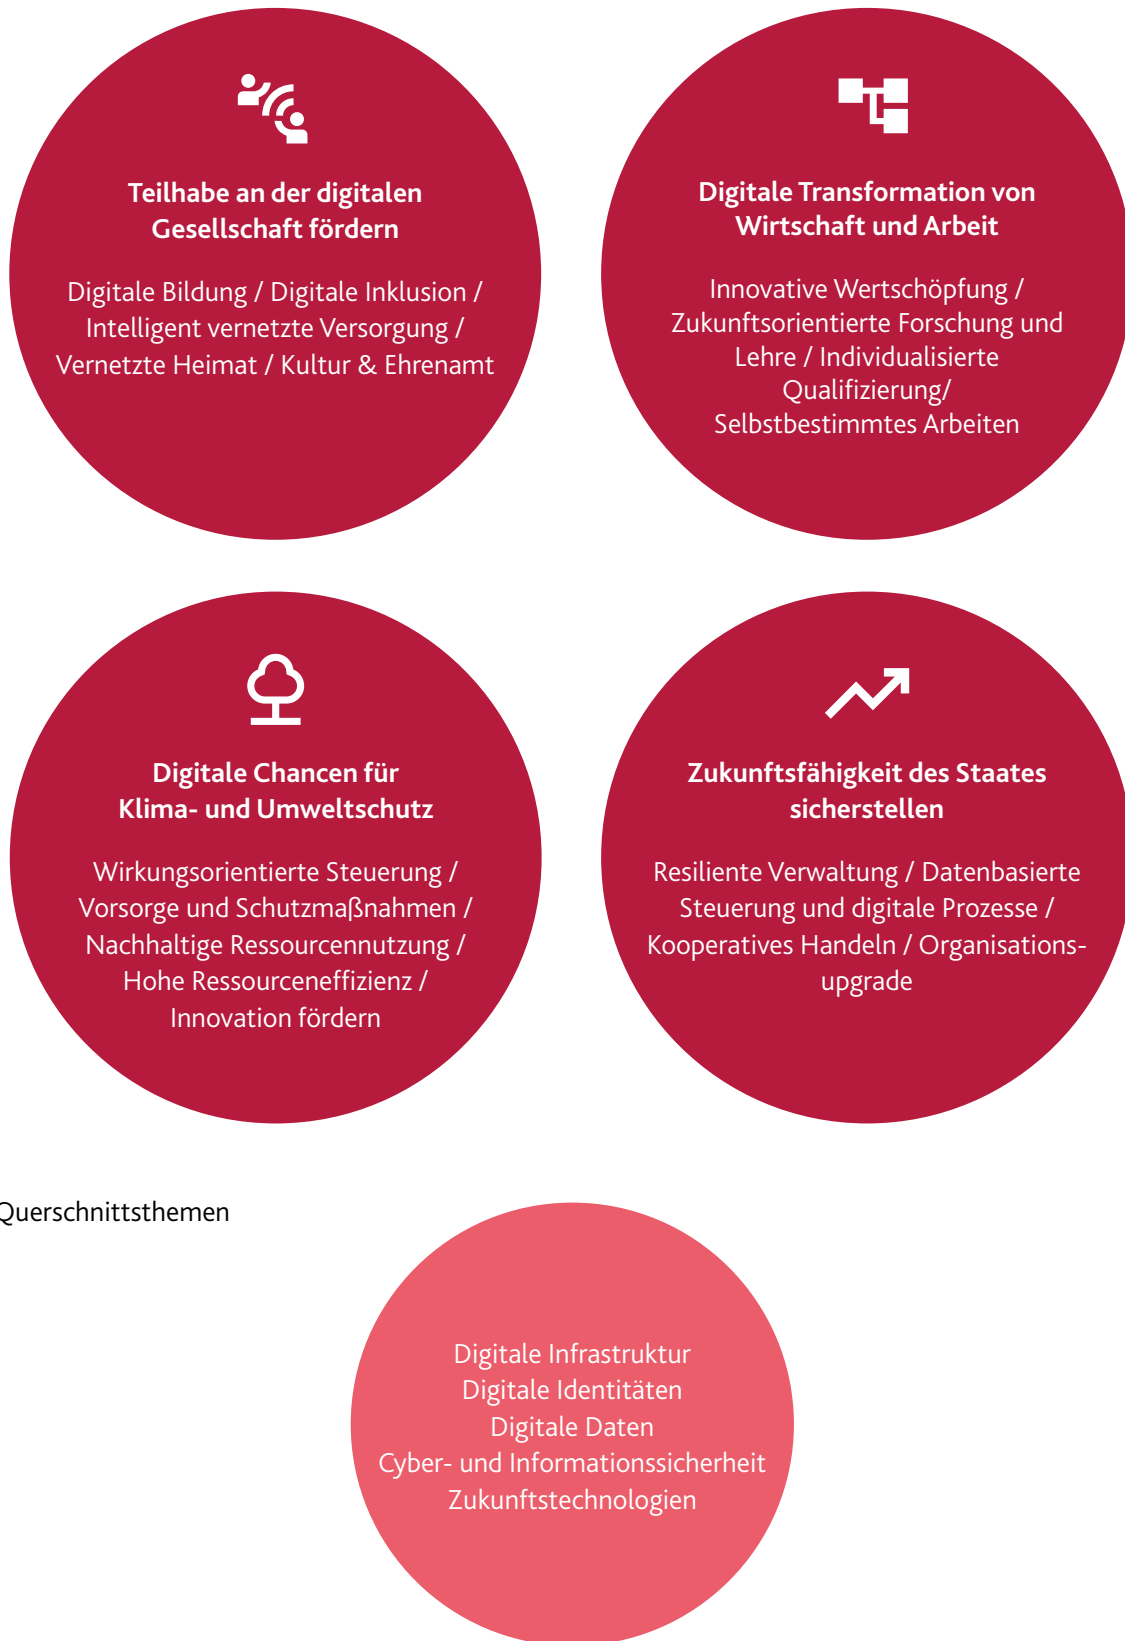 Teilhabe an der digitalen
Gesellschaft fördern
Digitale Bildung / Digitale Inklusion /
Intelligent vernetzte Versorgung /
Vernetzte Heimat / Kultur & Ehrenamt
Digitale Transformation von
Wirtschaft und Arbeit
Innovative Wertschöpfung /
Zukunftsorientierte Forschung und
Lehre / Individualisierte
Qualifizierung/
Selbstbestimmtes Arbeiten
Digitale Chancen für
Klima- und Umweltschutz
Wirkungsorientierte Steuerung /
Vorsorge und Schutzmaßnahmen /
Nachhaltige Ressourcennutzung /
Hohe Ressourceneffizienz /
Innovation fördern
Zukunftsfähigkeit des Staates
sicherstellen
Resiliente Verwaltung / Datenbasierte
Steuerung und digitale Prozesse /
Kooperatives Handeln / Organisations-
upgrade
Querschnittsthemen
Digitale Infrastruktur
Digitale Identitäten
Digitale Daten
Cyber- und Informationssicherheit
Zukunftstechnologien